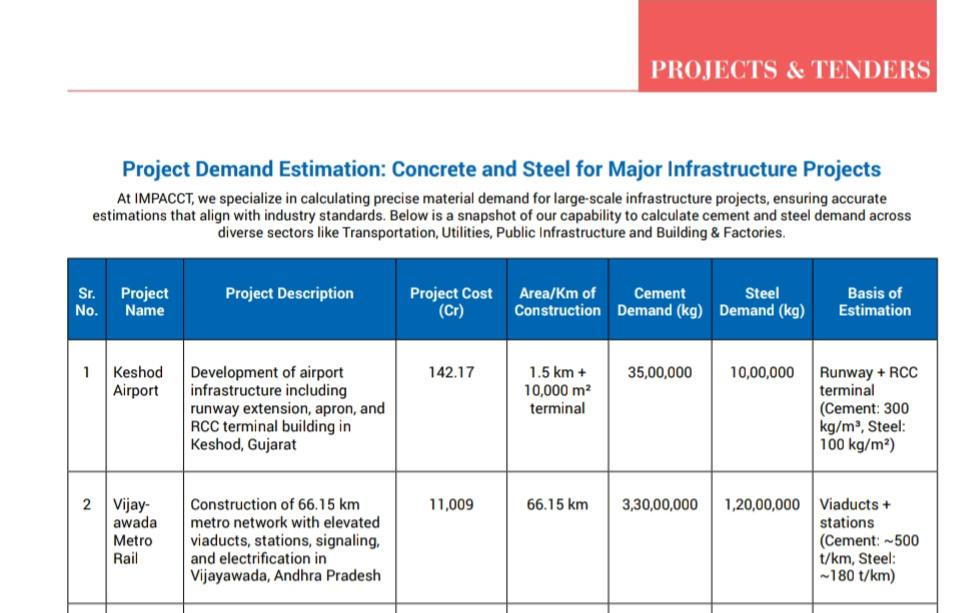 PROJECTS & TENDERS
Project Demand Estimation: Concrete and Steel for Major Infrastructure Projects
At IMPACCT, we specialize in calculating precise material demand for large-scale infrastructure projects, ensuring accurate
estimations that align with industry standards. Below is a snapshot of our capability to calculate cement and steel demand across
diverse sectors like Transportation, Utilities, Public Infrastructure and Building & Factories.
Sr.
No.
Project
Name
Project Description
Project Cost
(Cr)
Area/Km of
Construction
Cement
Demand (kg)
Steel
Demand (kg)
Basis of
Estimation
1
Keshod
Airport
Development of airport
infrastructure including
runway extension, apron, and
RCC terminal building in
Keshod, Gujarat
142.17
1.5 km +
10,000 m²
terminal
35,00,000
10,00,000
Runway + RCC
terminal
(Cement: 300
kg/m³, Steel:
100 kg/m²)
2
Vijay-
awada
Metro
Rail
Construction of 66.15 km
metro network with elevated
viaducts, stations, signaling,
and electrification in
Vijayawada, Andhra Pradesh
11,009
66.15 km
3,30,00,000
1,20,00,000
Viaducts +
stations
(Cement: ~500
t/km, Steel:
~180 t/km)